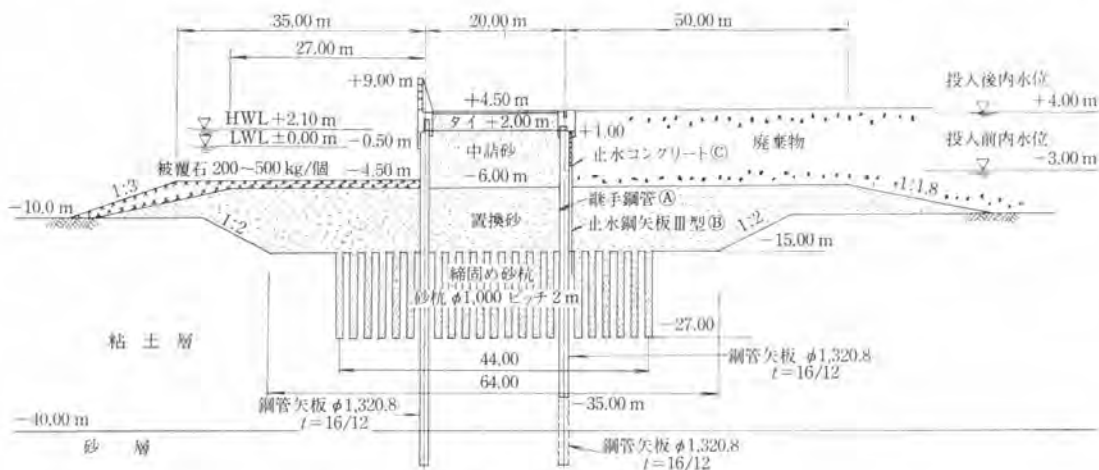 35.00 m
20.00 m
50.00 m
27.00 m
+9.00 m
+4.50 m
投入後内水位
+4.00 m
HWL +2.10 m
LWL ±0.00 m
-0.50 m
タイ +2.00 m
+1.00
廃棄物
投入前内水位
-3.00 m
中詰砂
止水コンクリートⒸ
被覆石 200~500 kg/個
-4.50 m
-6.00 m
1:3
1:1.8
-10.0 m
継手鋼管Ⓐ
置換砂
止水鋼矢板Ⅲ型Ⓑ
1:2
1:2
-15.00 m
締固め砂杭
砂杭 φ1,000 ピッチ 2 m
-27.00
粘土層
44.00
鋼管矢板 φ1,320.8
t=16/12
64.00
鋼管矢板 φ1,320.8
t=16/12
-35.00 m
-40.00 m
砂層
鋼管矢板 φ1,320.8
t=16/12